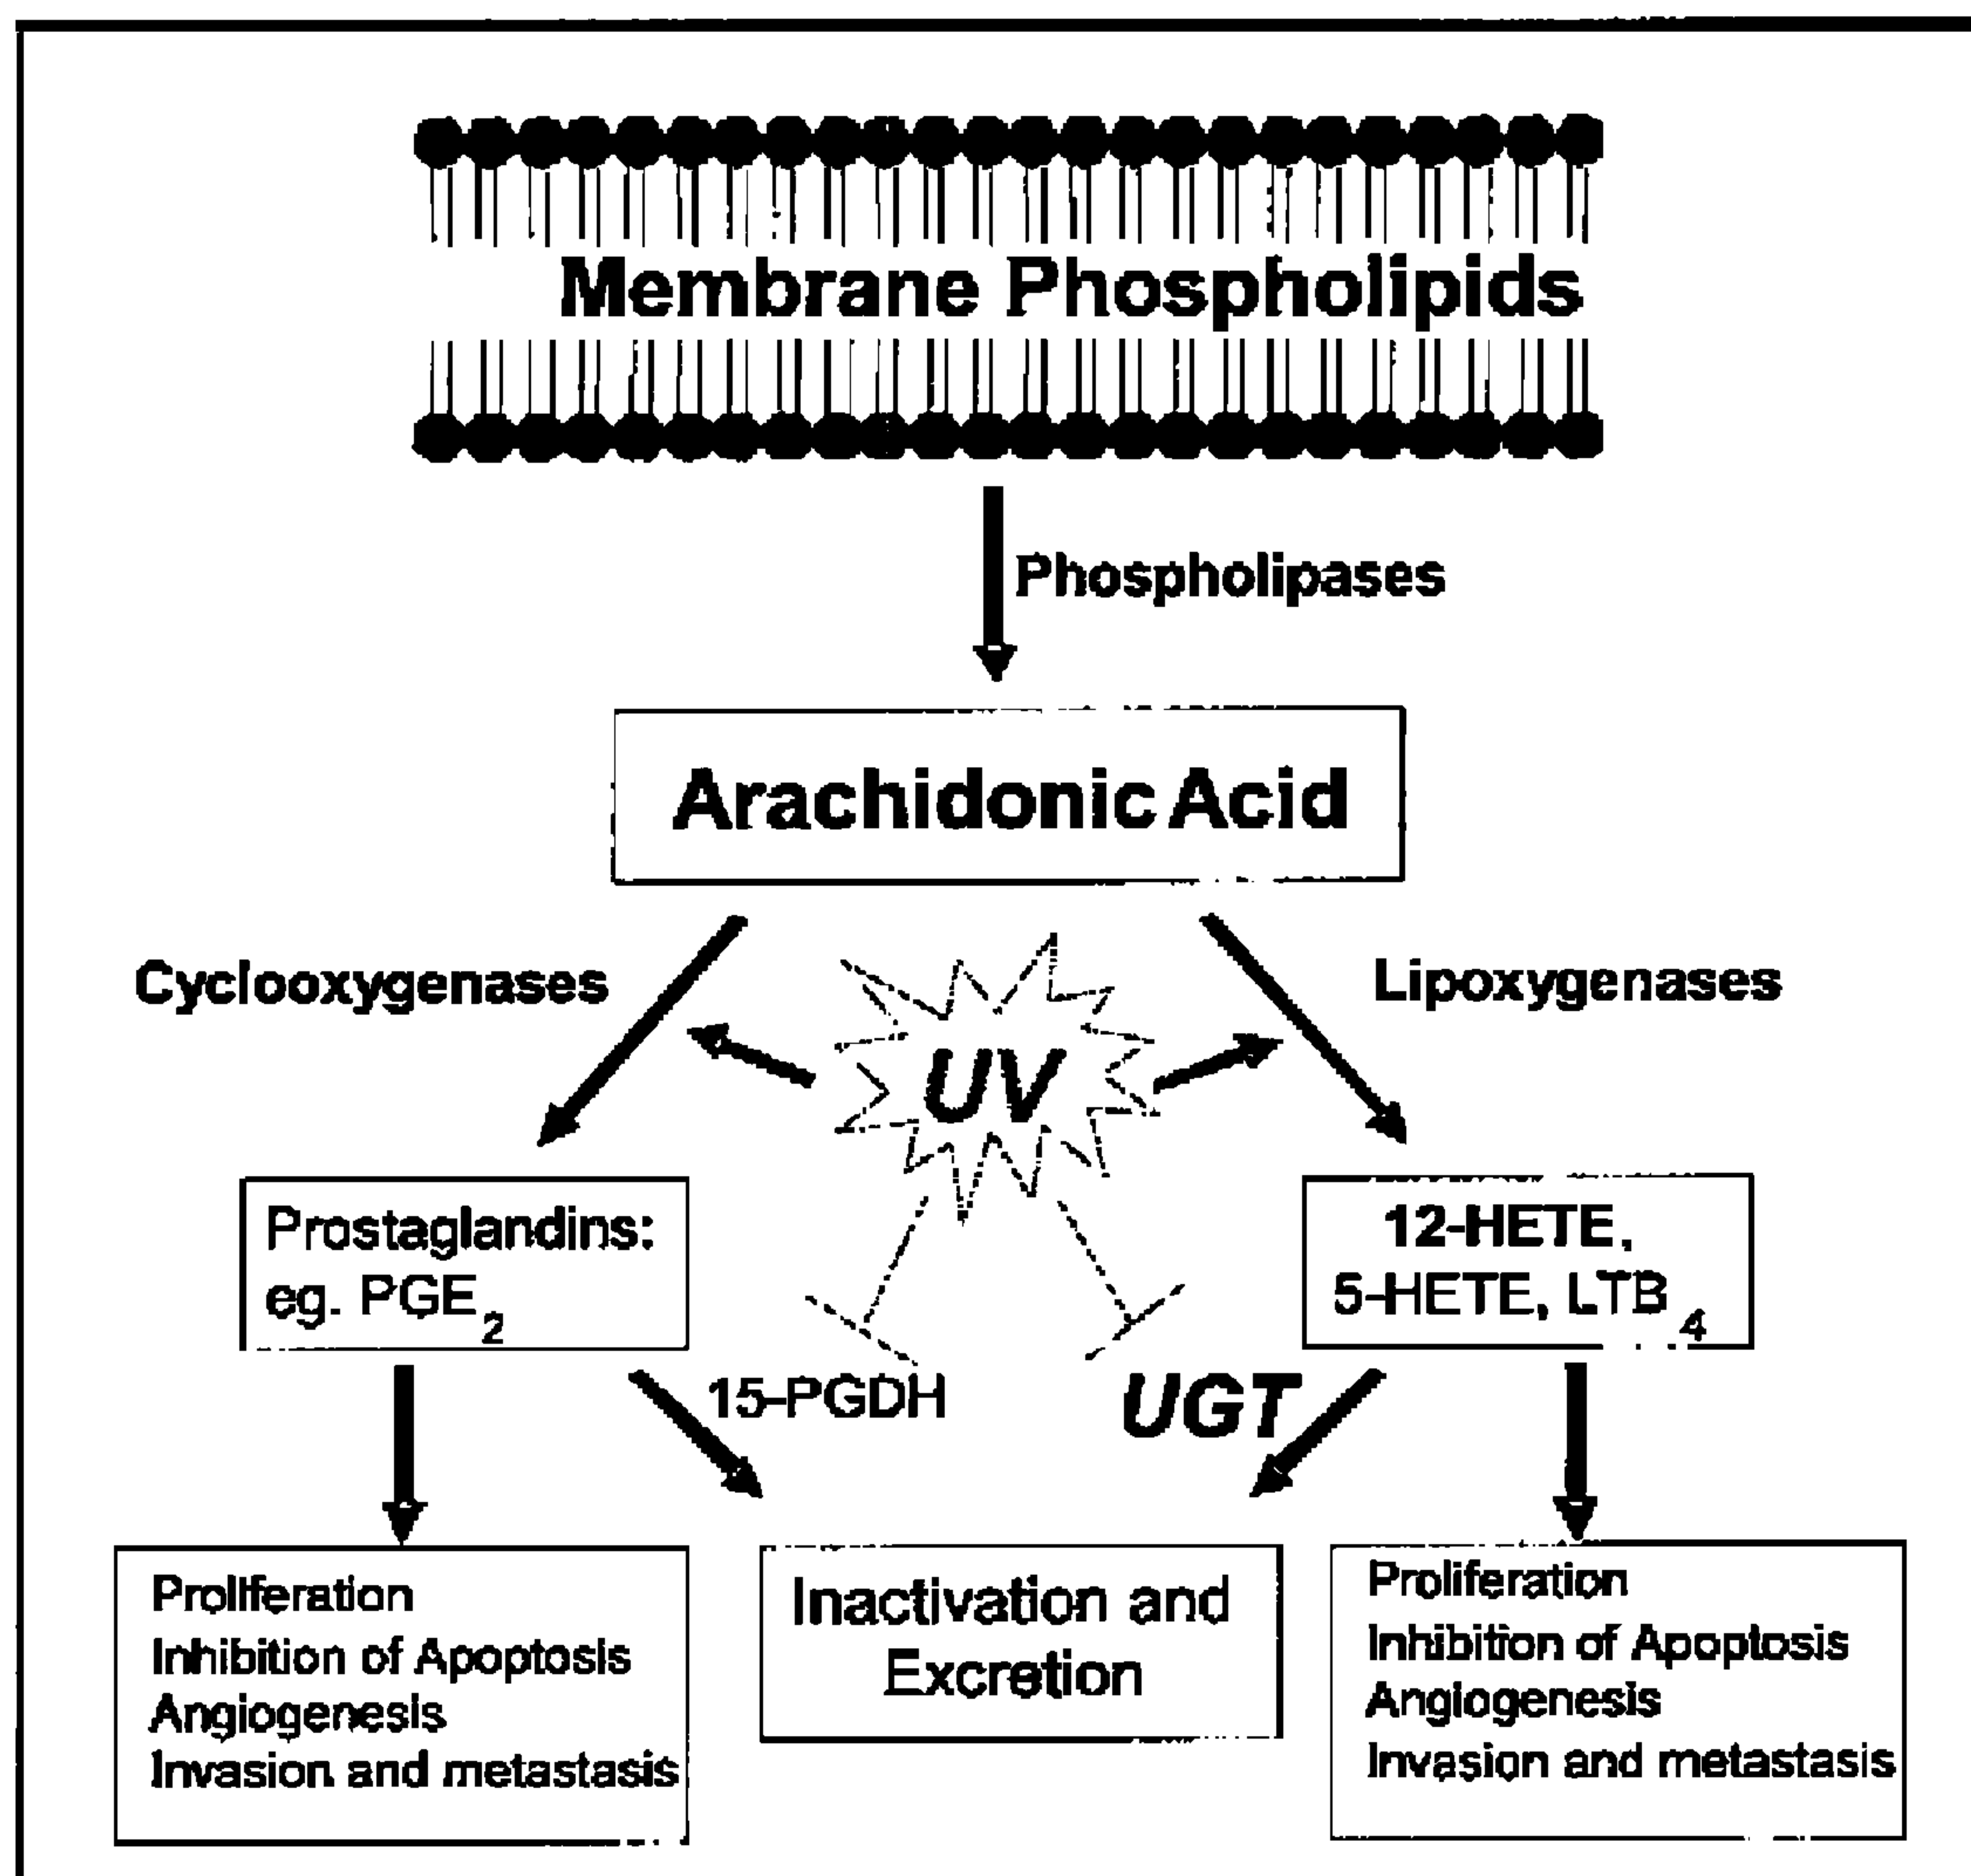 Membrane Phospholipids
Phospholipases
Arachidonic Acid
Cyclooxygenases
Lipoxygenases
UV
Prostaglandins:
eg. PGE2
12-HETE,
5-HETE, LTB4
15-PGDH
UGT
Proliferation
Inhibition of Apoptosis
Angiogenesis
Invasion and metastasis
Inactivation and
Excretion
Proliferation
Inhibition of Apoptosis
Angiogenesis
Invasion and metastasis